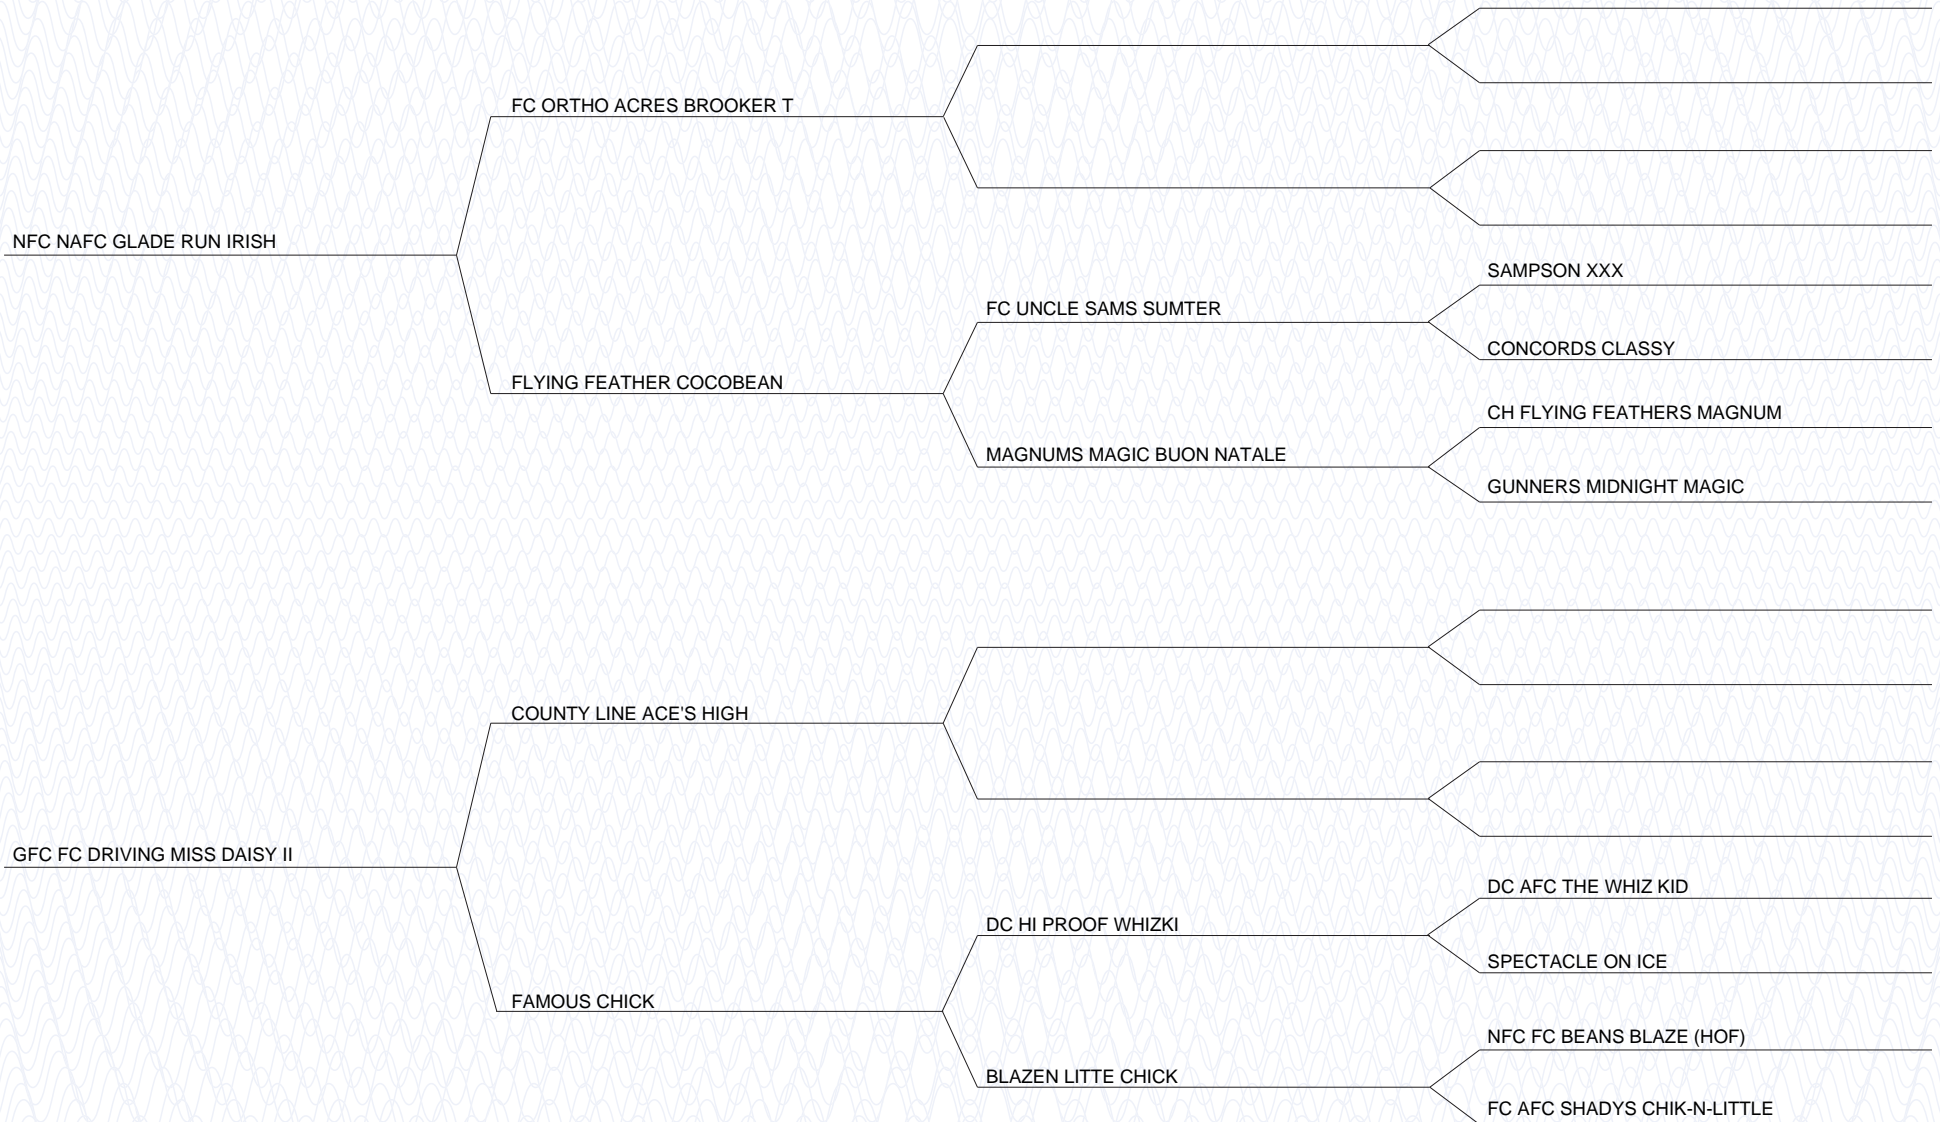 FC ORTHO ACRES BROOKER T
NFC NAFC GLADE RUN IRISH
SAMPSON XXX
FC UNCLE SAMS SUMTER
CONCORDS CLASSY
FLYING FEATHER COCOBEAN
CH FLYING FEATHERS MAGNUM
MAGNUMS MAGIC BUON NATALE
GUNNERS MIDNIGHT MAGIC
COUNTY LINE ACE'S HIGH
GFC FC DRIVING MISS DAISY II
DC AFC THE WHIZ KID
DC HI PROOF WHIZKI
SPECTACLE ON ICE
FAMOUS CHICK
NFC FC BEANS BLAZE (HOF)
BLAZEN LITTE CHICK
FC AFC SHADYS CHIK-N-LITTLE